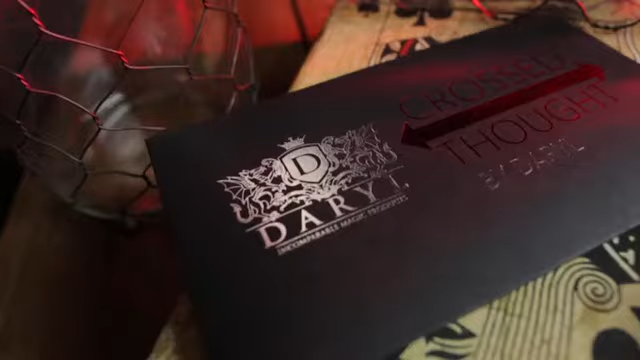 D
DARYL
INCOMPARABLE MAGIC PRODUCTS
CROSSED
THOUGHT
BY DARYL